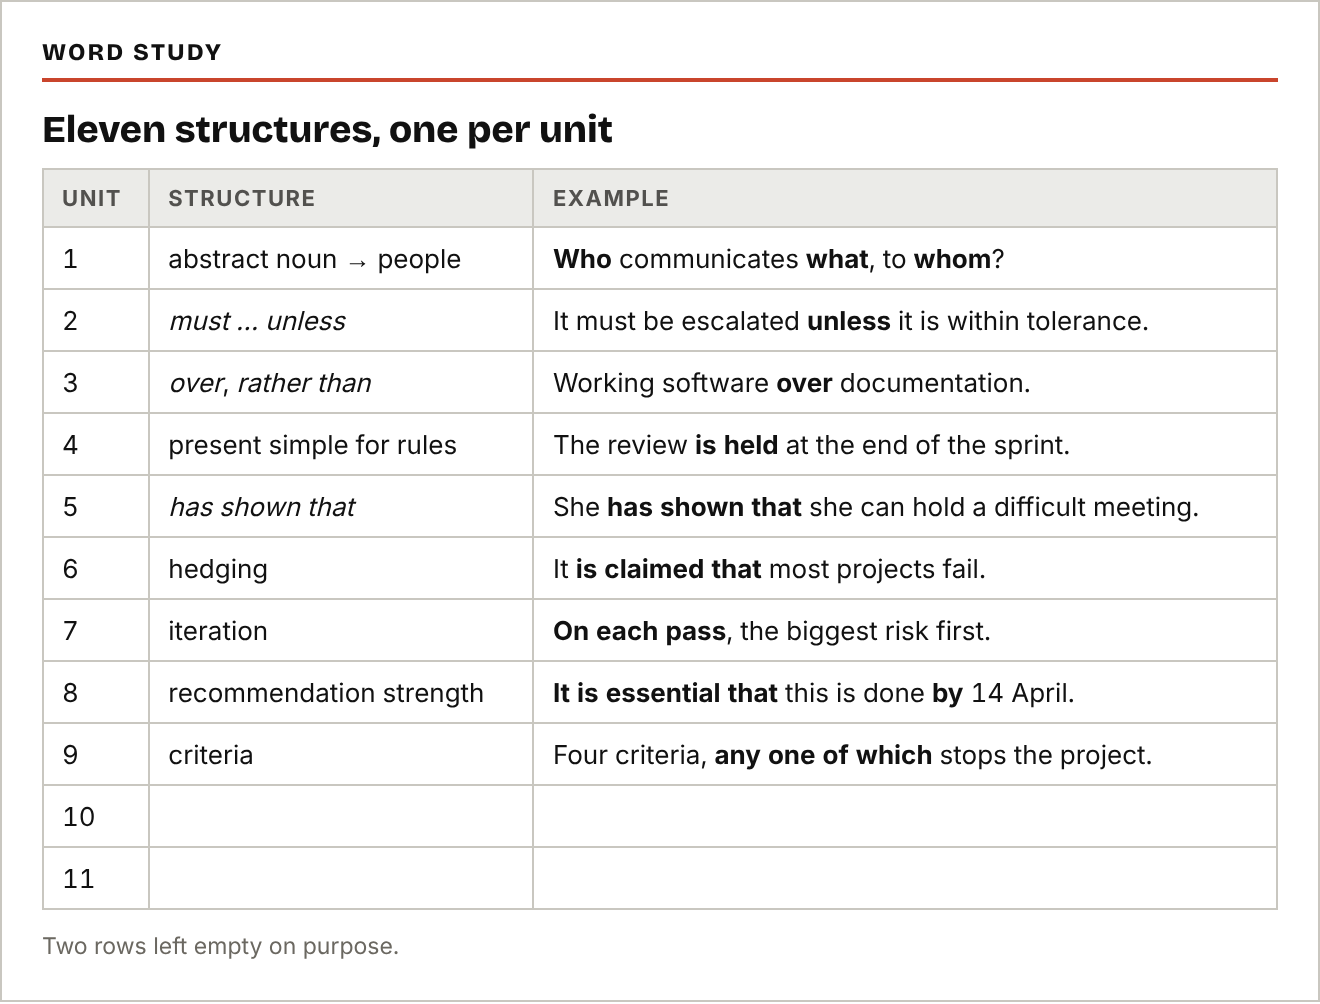 WORD STUDY
Eleven structures, one per unit
UNIT STRUCTURE EXAMPLE
1 abstract noun → people Who communicates what, to whom?
2 must … unless It must be escalated unless it is within tolerance.
3 over, rather than Working software over documentation.
4 present simple for rules The review is held at the end of the sprint.
5 has shown that She has shown that she can hold a difficult meeting.
6 hedging It is claimed that most projects fail.
7 iteration On each pass, the biggest risk first.
8 recommendation strength It is essential that this is done by 14 April.
9 criteria Four criteria, any one of which stops the project.
10
11
Two rows left empty on purpose.